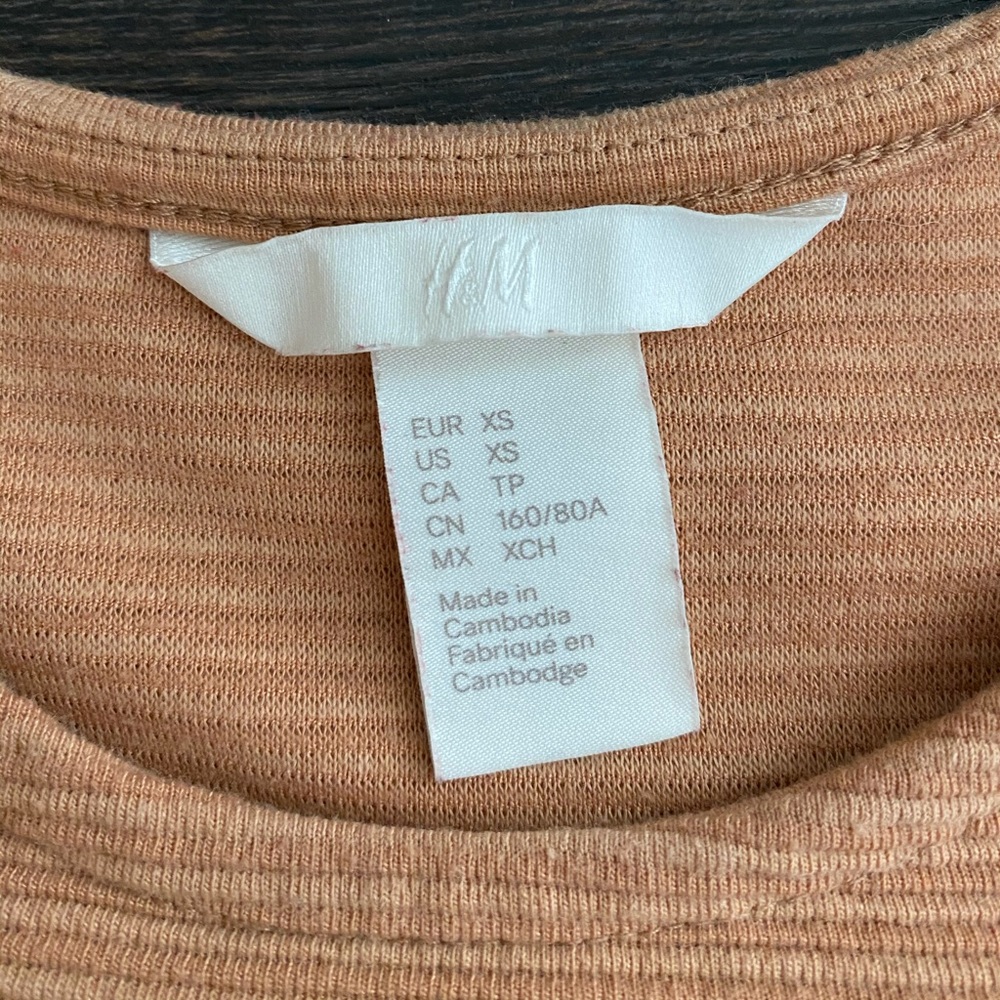 H&M
EUR XS
US XS
CA TP
CN 160/80A
MX XCH
Made in
Cambodia
Fabriqué en
Cambodge